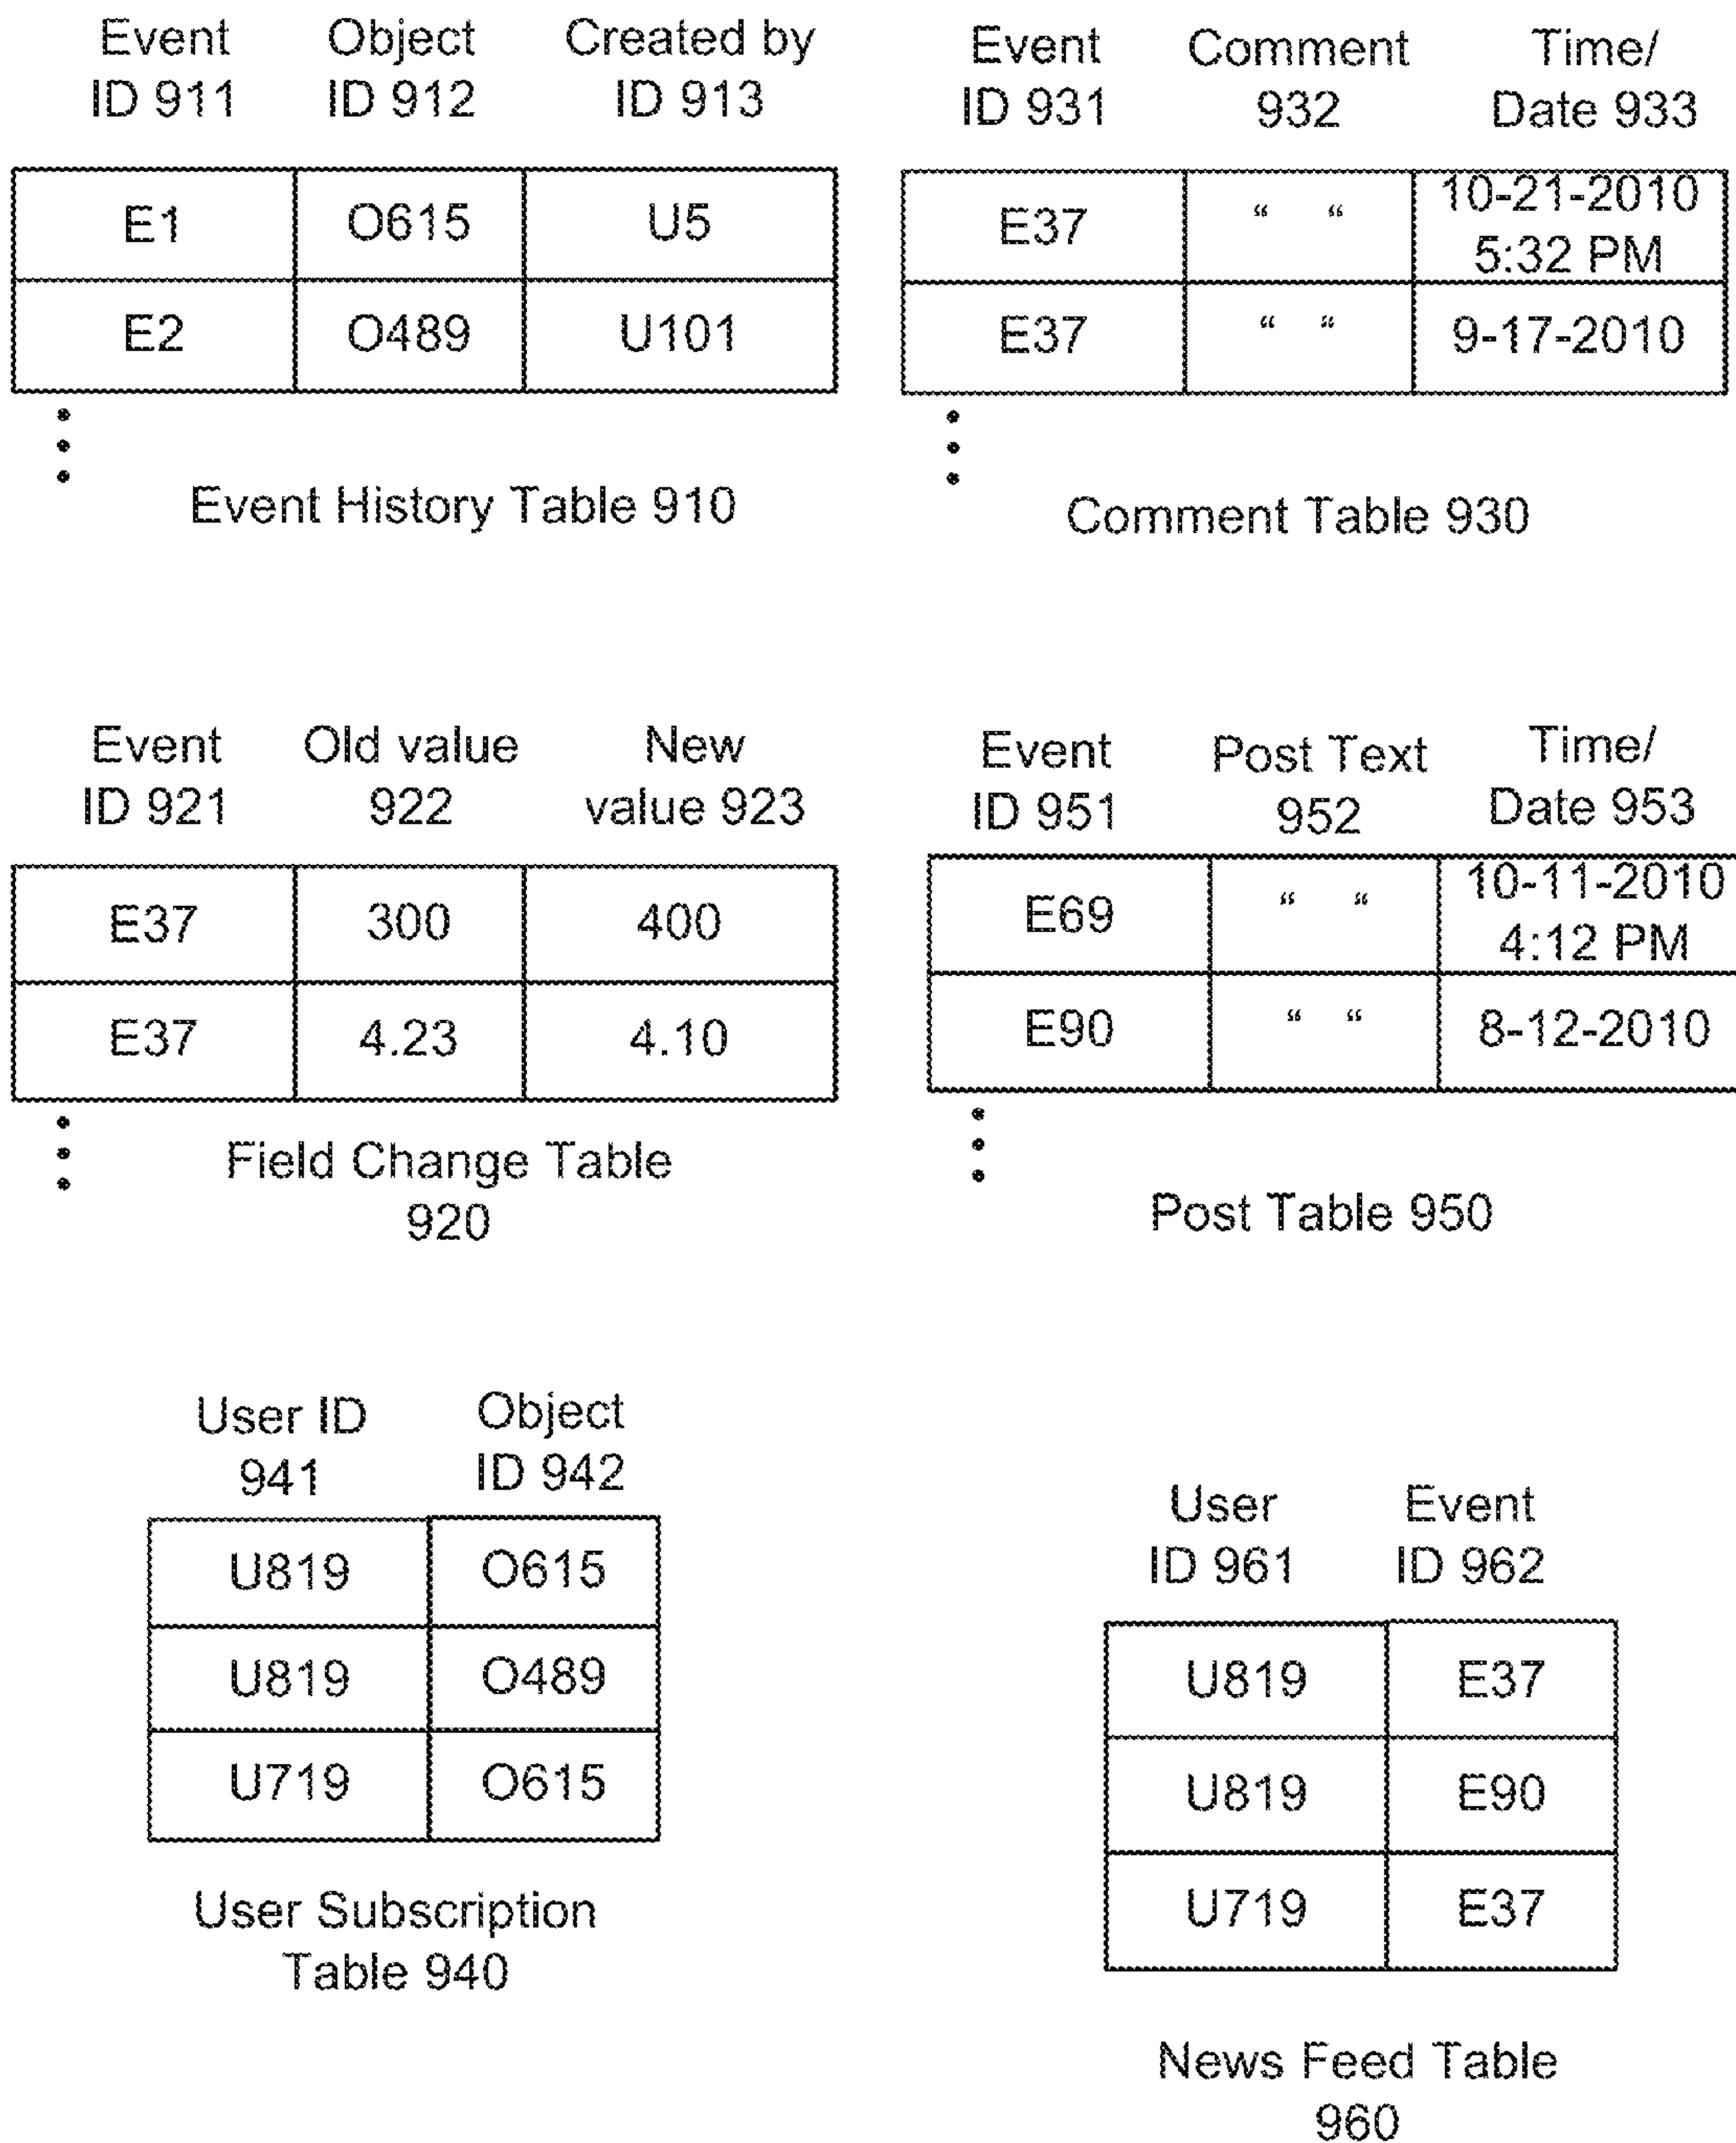 Event Object Created by
ID 911 ID 912 ID 913
E1 O615 U5
E2 O489 U101
Event History Table 910
Event Comment Time/
ID 931 932 Date 933
E37 “ “ 10-21-2010
5:32 PM
E37 “ “ 9-17-2010
Comment Table 930
Event Old value New
ID 921 922 value 923
E37 300 400
E37 4.23 4.10
Field Change Table
920
Event Post Text Time/
ID 951 952 Date 953
E69 “ “ 10-11-2010
4:12 PM
E90 “ “ 8-12-2010
Post Table 950
User ID Object
941 ID 942
U819 O615
U819 O489
U719 O615
User Subscription
Table 940
User Event
ID 961 ID 962
U819 E37
U819 E90
U719 E37
News Feed Table
960